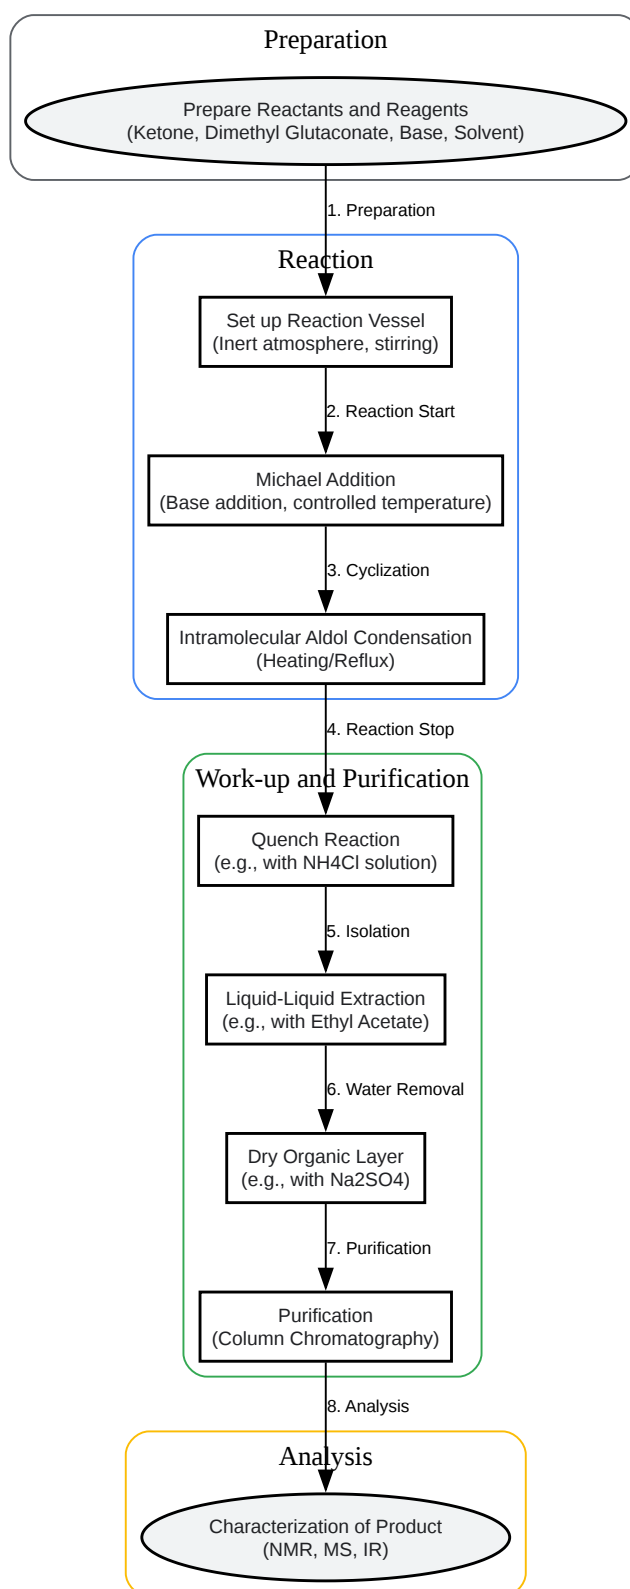 Preparation
Prepare Reactants and Reagents
(Ketone, Dimethyl Glutaconate, Base, Solvent)
1. Preparation
Reaction
Set up Reaction Vessel
(Inert atmosphere, stirring)
2. Reaction Start
Michael Addition
(Base addition, controlled temperature)
3. Cyclization
Intramolecular Aldol Condensation
(Heating/Reflux)
4. Reaction Stop
Work-up and Purification
Quench Reaction
(e.g., with NH4Cl solution)
5. Isolation
Liquid-Liquid Extraction
(e.g., with Ethyl Acetate)
6. Water Removal
Dry Organic Layer
(e.g., with Na2SO4)
7. Purification
Purification
(Column Chromatography)
8. Analysis
Analysis
Characterization of Product
(NMR, MS, IR)